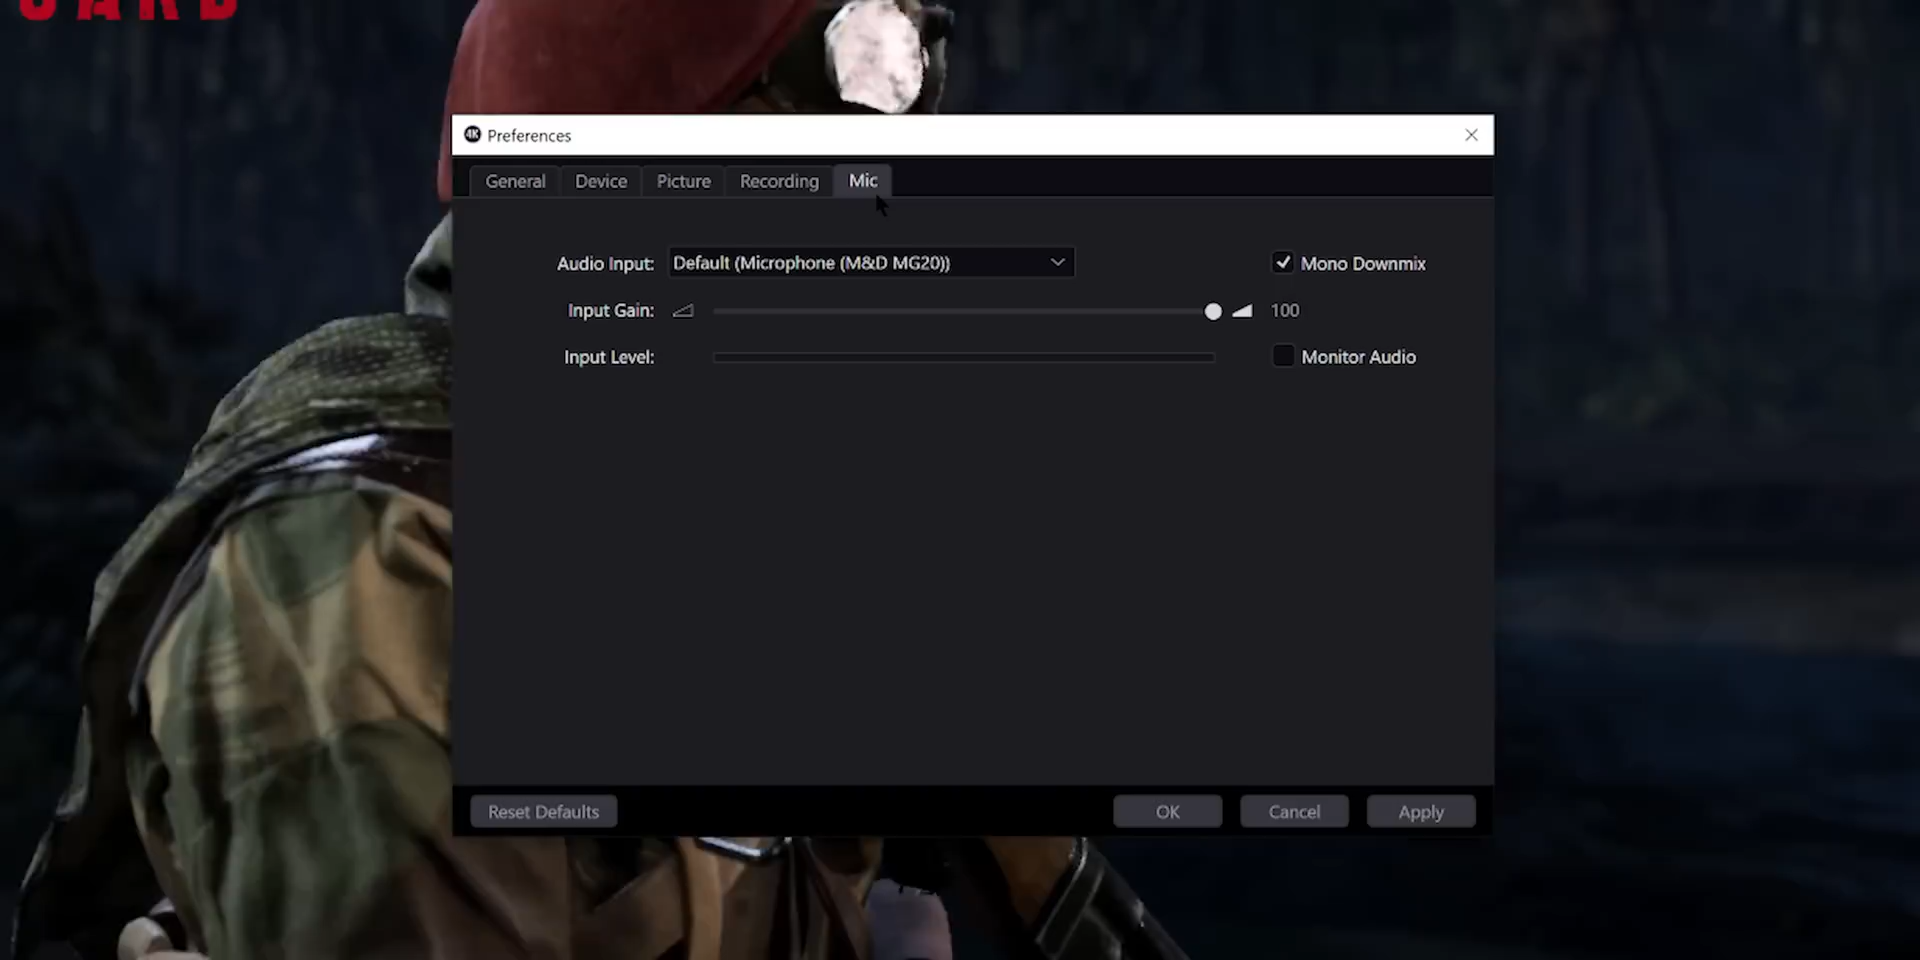 Preferences
General Device Picture Recording Mic
Audio Input: Default (Microphone (M&D MG20)) Mono Downmix
Input Gain: 100
Input Level: Monitor Audio
Reset Defaults OK Cancel Apply